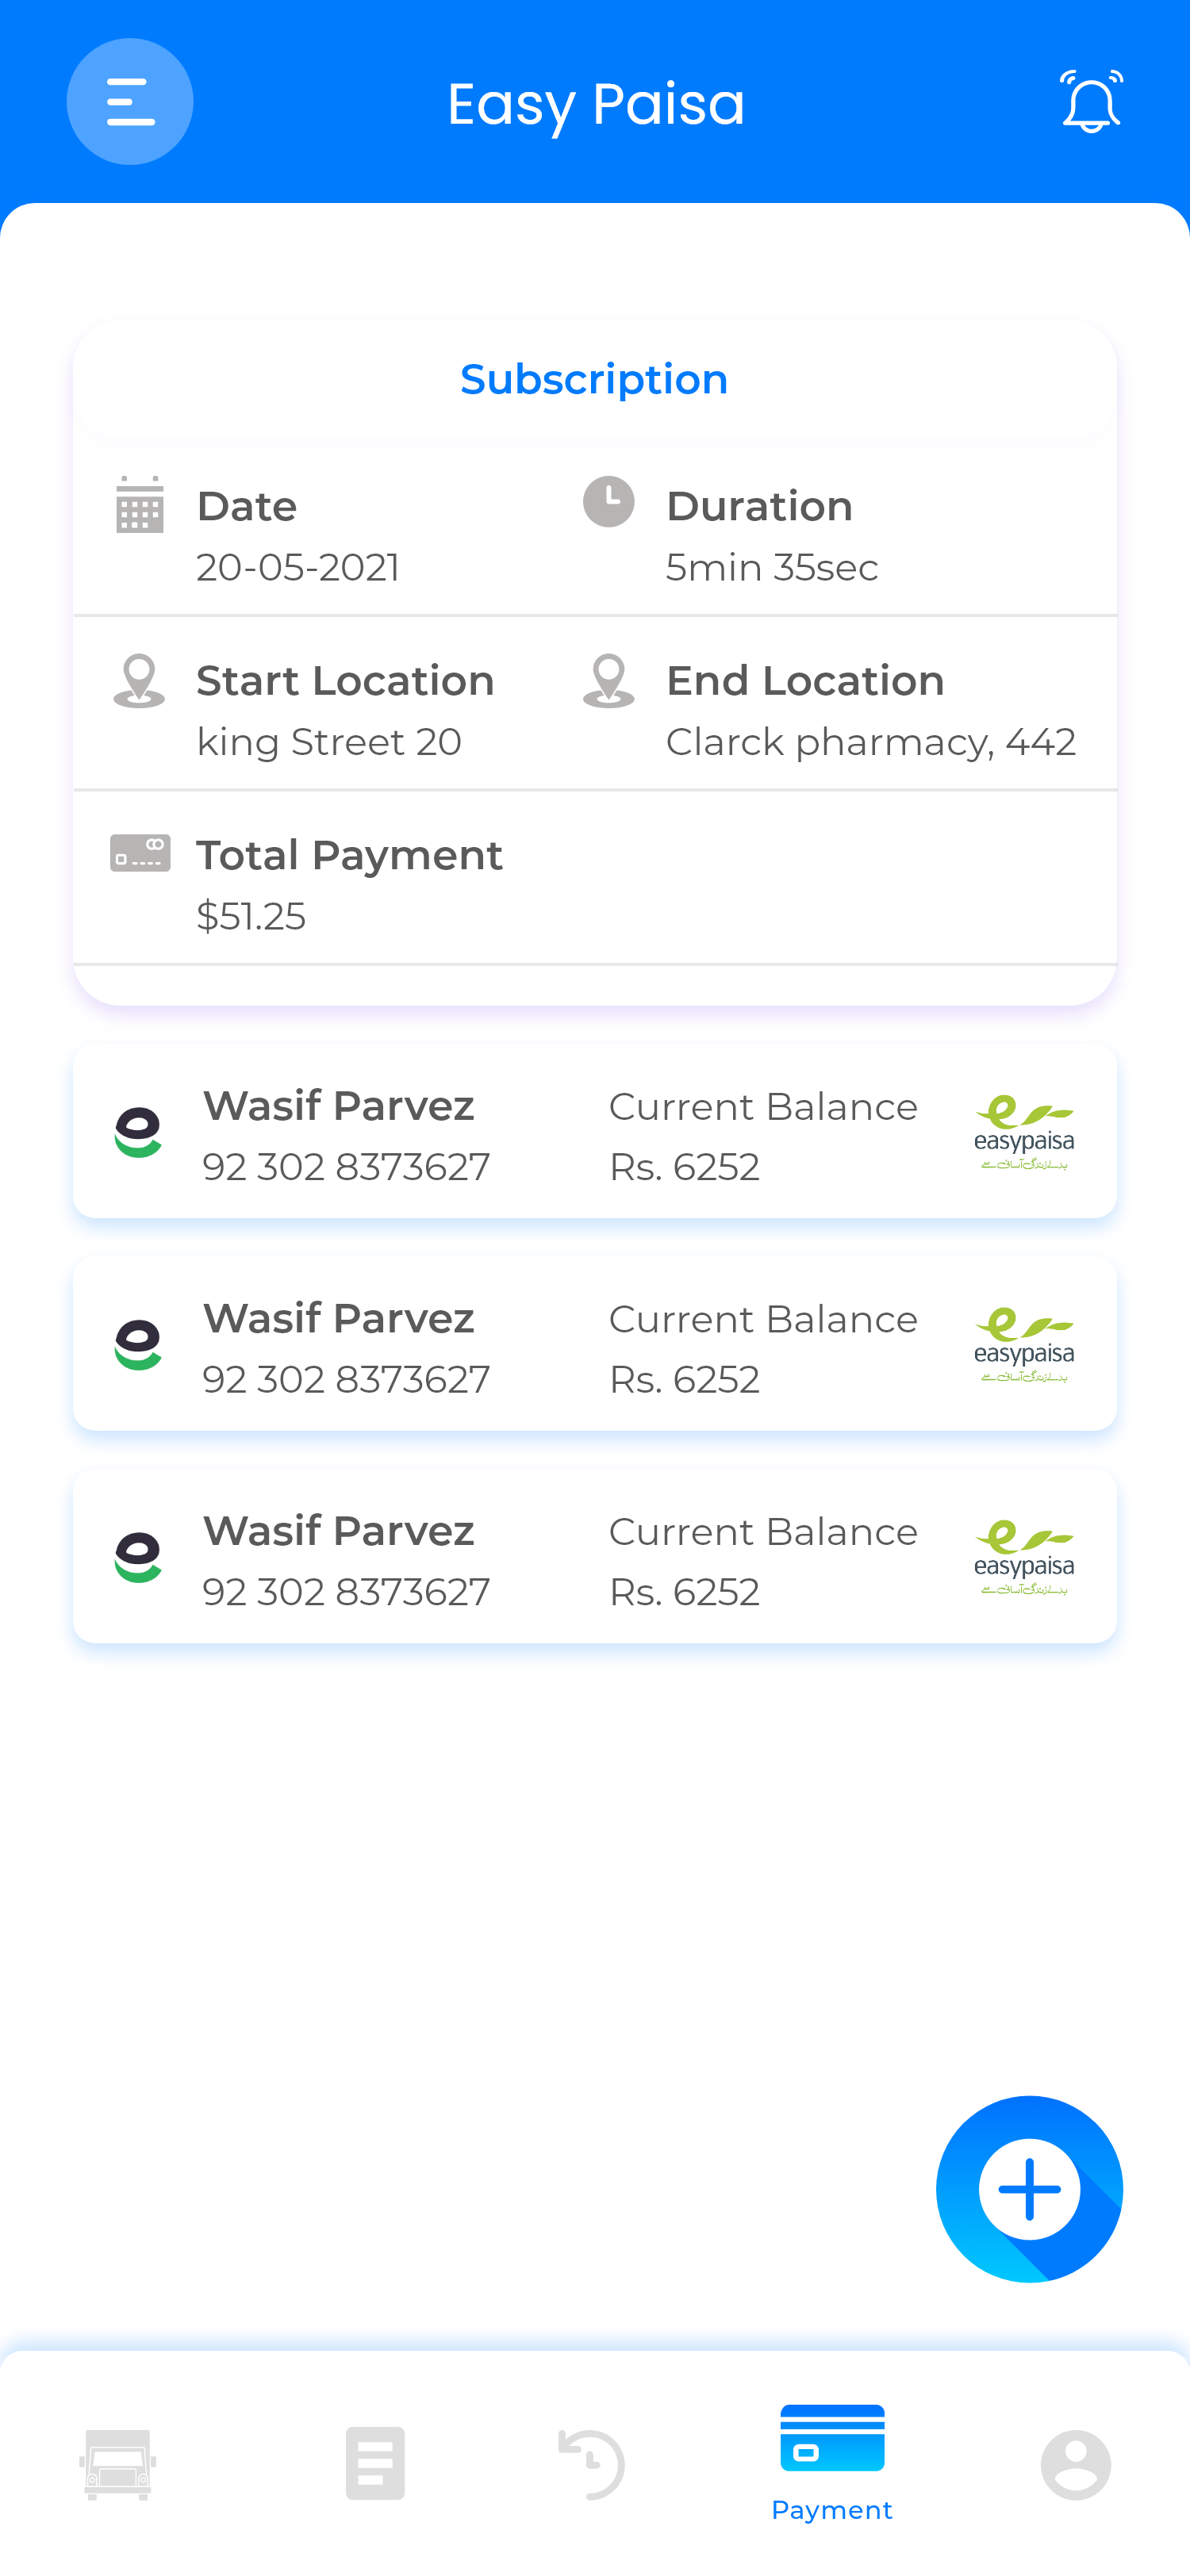 Easy Paisa
Subscription
Date
20-05-2021
Duration
5min 35sec
Start Location
king Street 20
End Location
Clarck pharmacy, 442
Total Payment
$51.25
Wasif Parvez
92 302 8373627
Current Balance
Rs. 6252
easypaisa
Wasif Parvez
92 302 8373627
Current Balance
Rs. 6252
easypaisa
Wasif Parvez
92 302 8373627
Current Balance
Rs. 6252
easypaisa
Payment